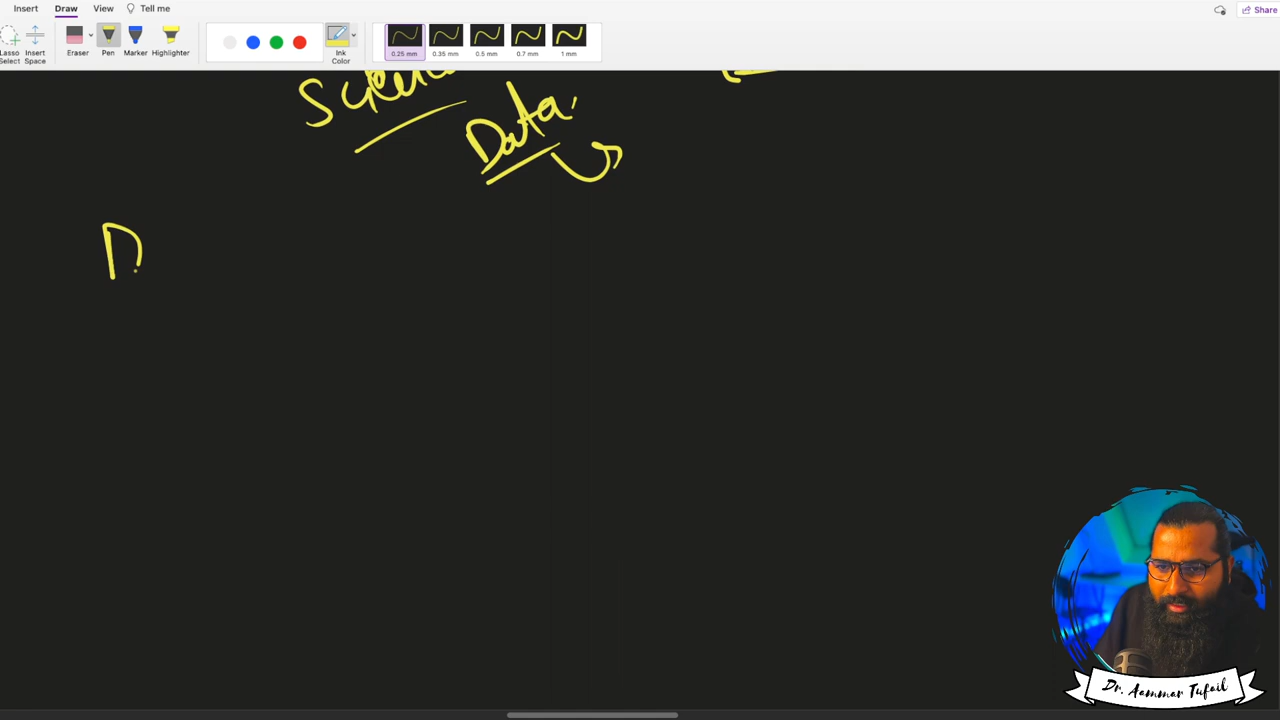 Insert Draw View Tell me
Share
Lasso Select
Insert Space
Eraser
Pen
Marker
Highlighter
Ink Color
0.25 mm
0.35 mm
0.5 mm
0.7 mm
1 mm
Data
D
Dr. Aammar Tufail